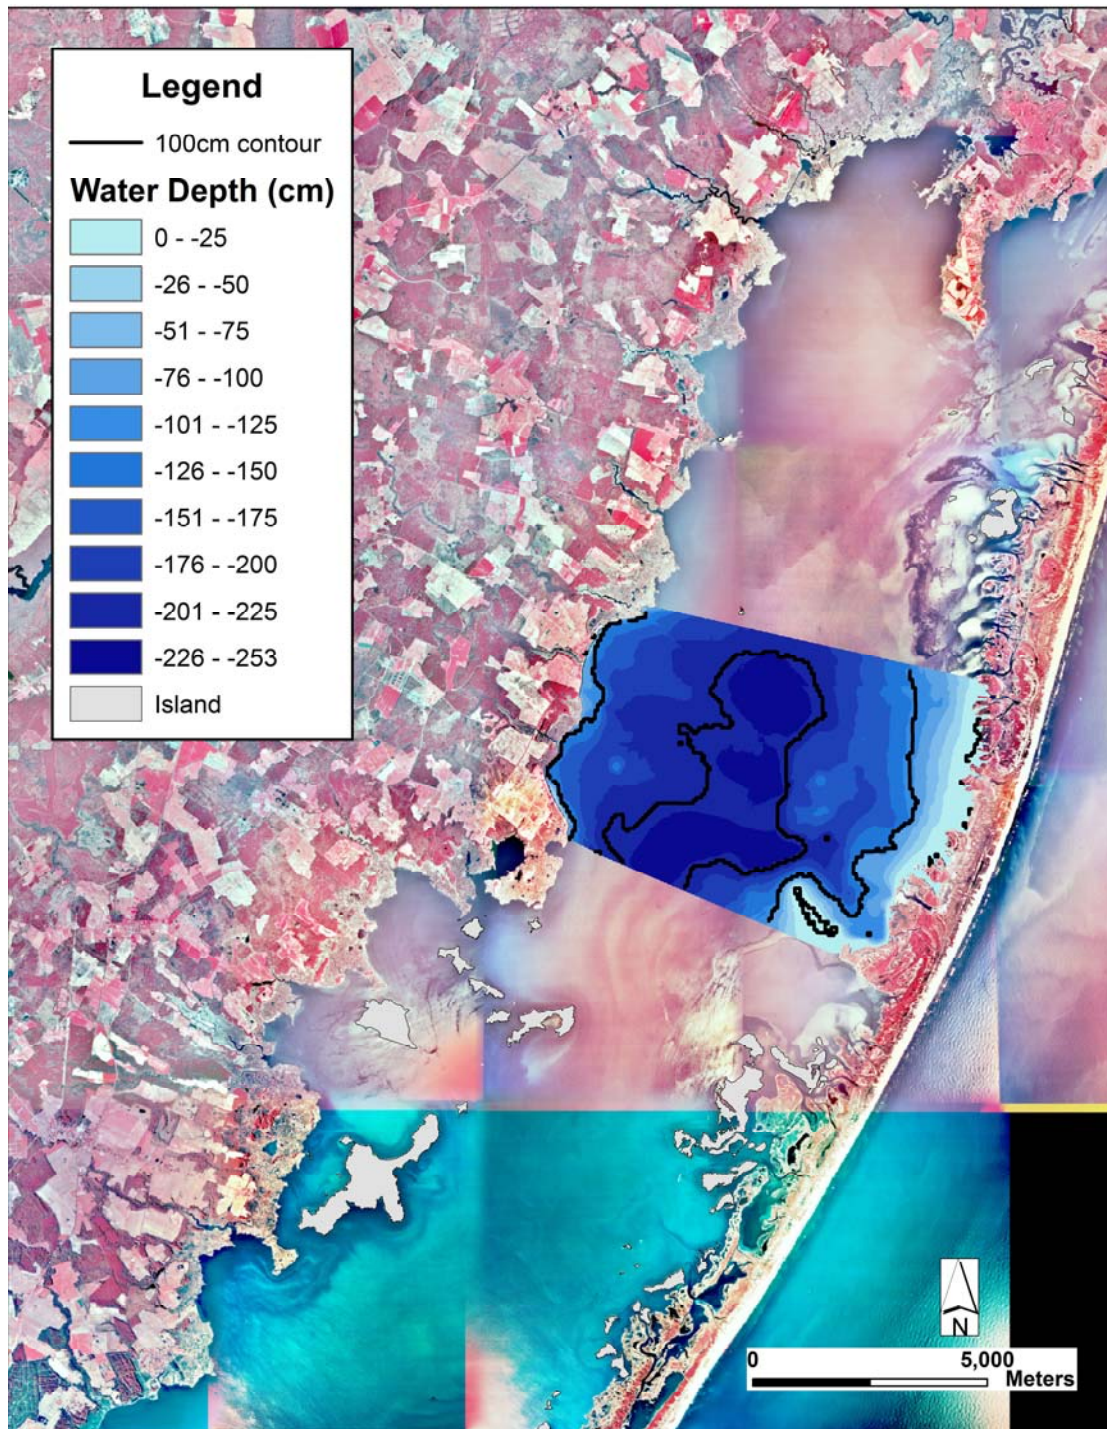 Legend
100cm contour
Water Depth (cm)
0 - -25
-26 - -50
-51 - -75
-76 - -100
-101 - -125
-126 - -150
-151 - -175
-176 - -200
-201 - -225
-226 - -253
Island
N
0 5,000
Meters